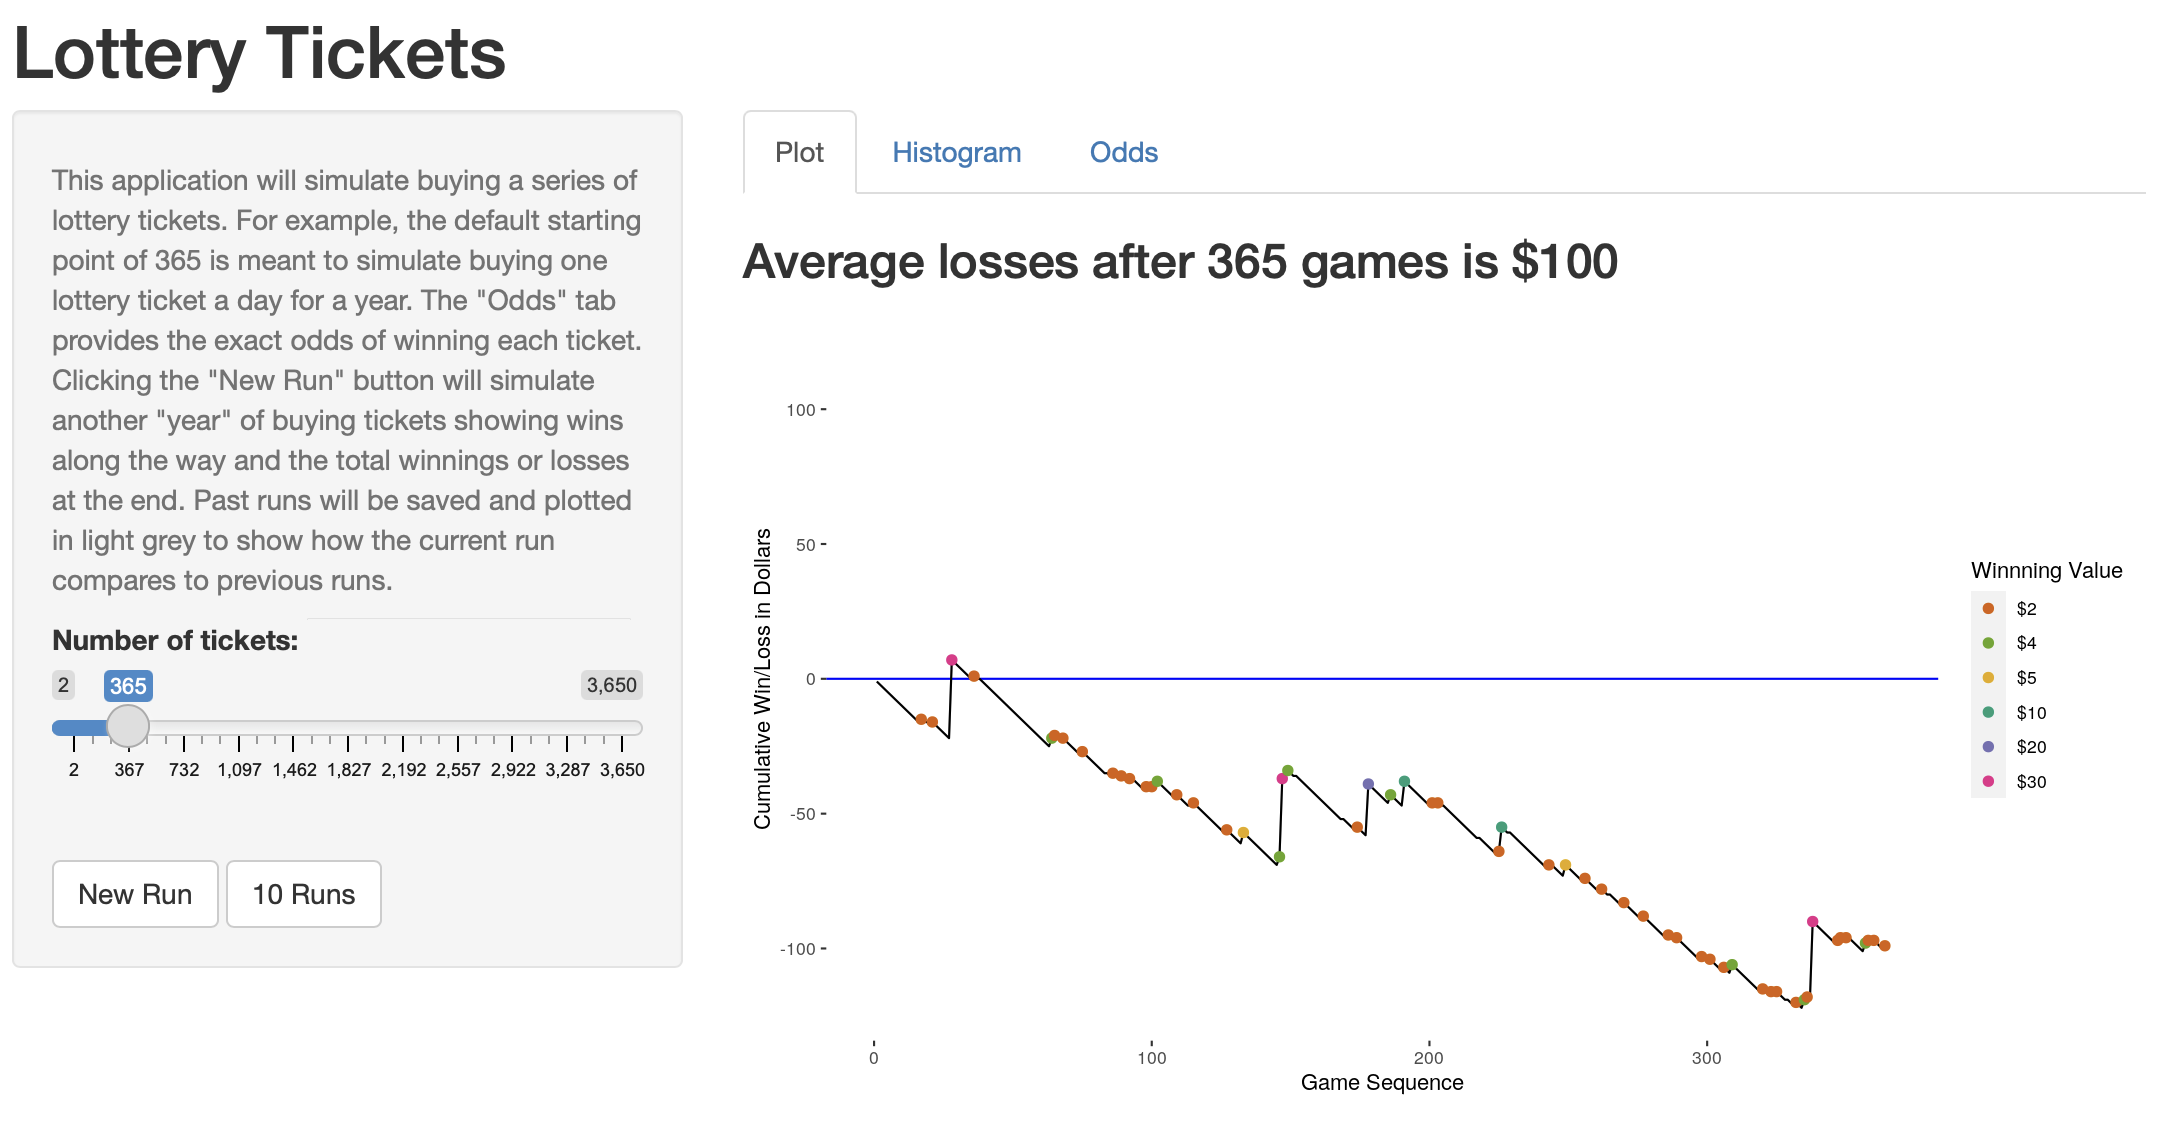 Lottery Tickets
This application will simulate buying a series of
lottery tickets. For example, the default starting
point of 365 is meant to simulate buying one
lottery ticket a day for a year. The "Odds" tab
provides the exact odds of winning each ticket.
Clicking the "New Run" button will simulate
another "year" of buying tickets showing wins
along the way and the total winnings or losses
at the end. Past runs will be saved and plotted
in light grey to show how the current run
compares to previous runs.
Number of tickets:
2 365 3,650
2 367 732 1,097 1,462 1,827 2,192 2,557 2,922 3,287 3,650
New Run 10 Runs
Plot Histogram Odds
Average losses after 365 games is $100
Cumulative Win/Loss in Dollars
100
50
0
-50
-100
0 100 200 300
Game Sequence
Winnning Value
$2
$4
$5
$10
$20
$30